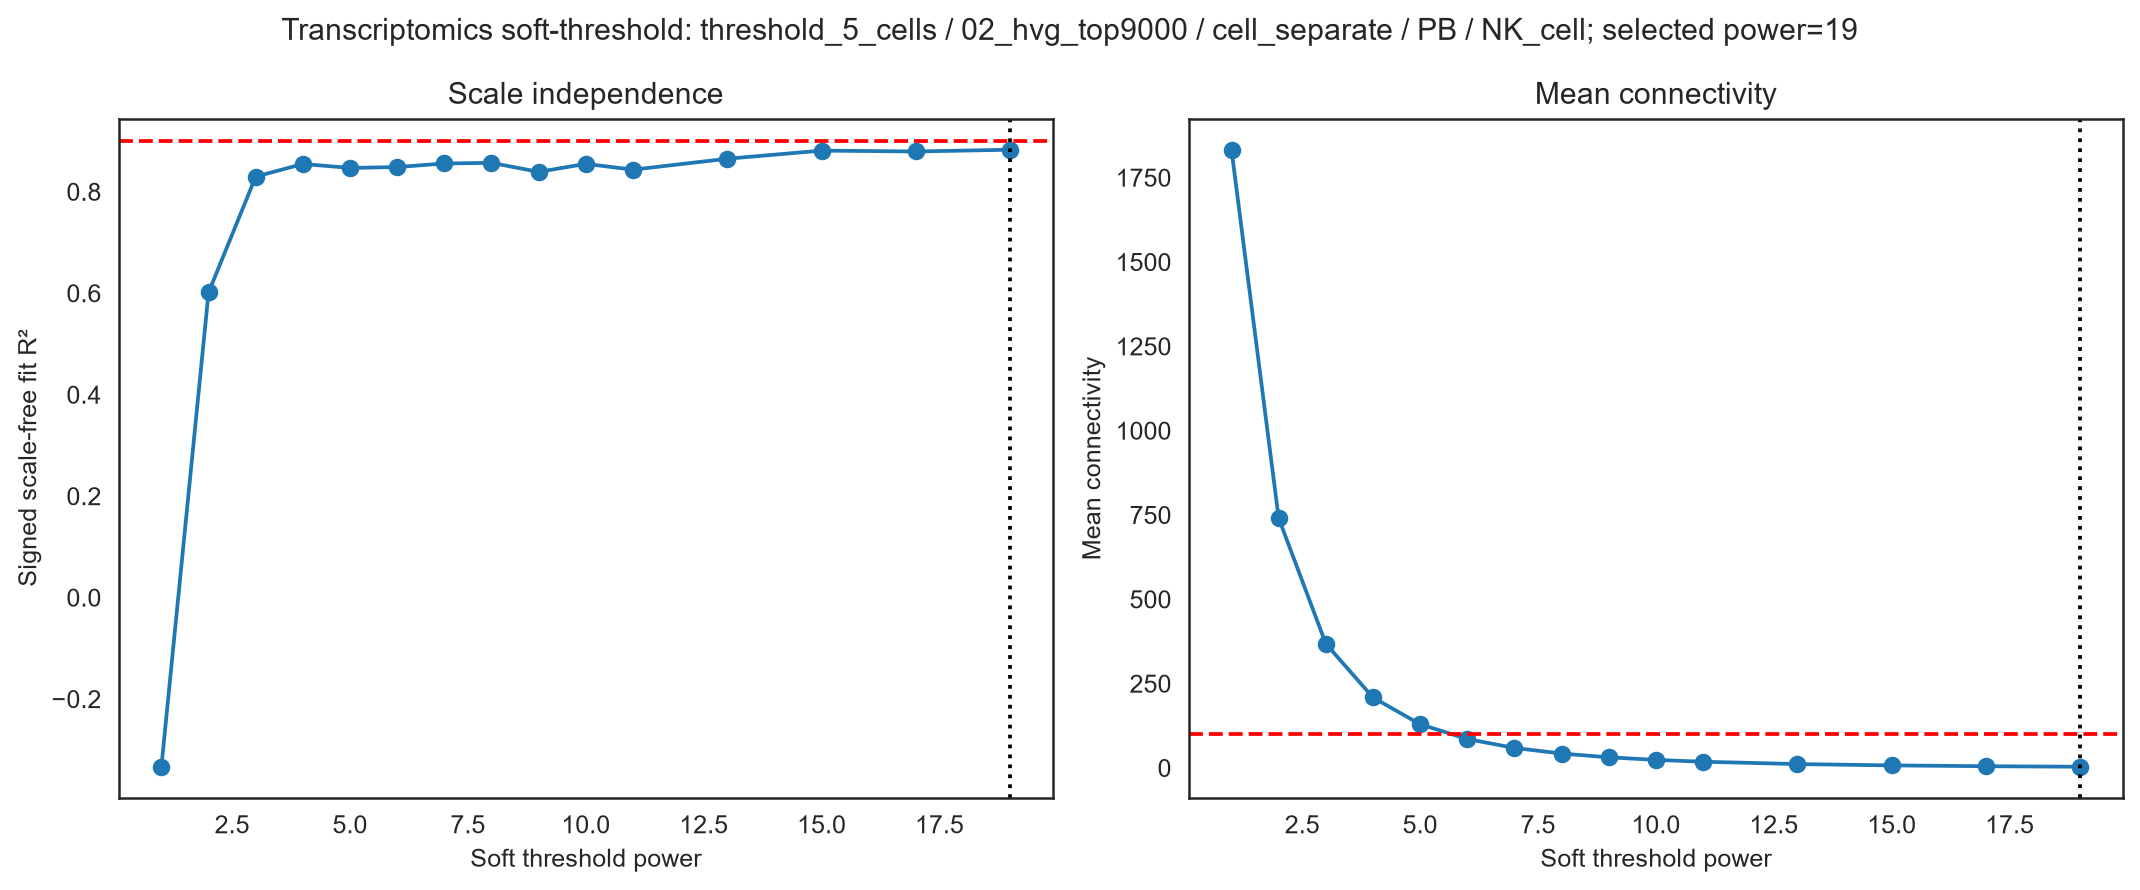 Transcriptomics soft-threshold: threshold_5_cells / 02_hvg_top9000 / cell_separate / PB / NK_cell; selected power=19
Scale independence
Signed scale-free fit R²
0.8
0.6
0.4
0.2
0.0
−0.2
2.5 5.0 7.5 10.0 12.5 15.0 17.5
Soft threshold power
Mean connectivity
Mean connectivity
1750
1500
1250
1000
750
500
250
0
2.5 5.0 7.5 10.0 12.5 15.0 17.5
Soft threshold power